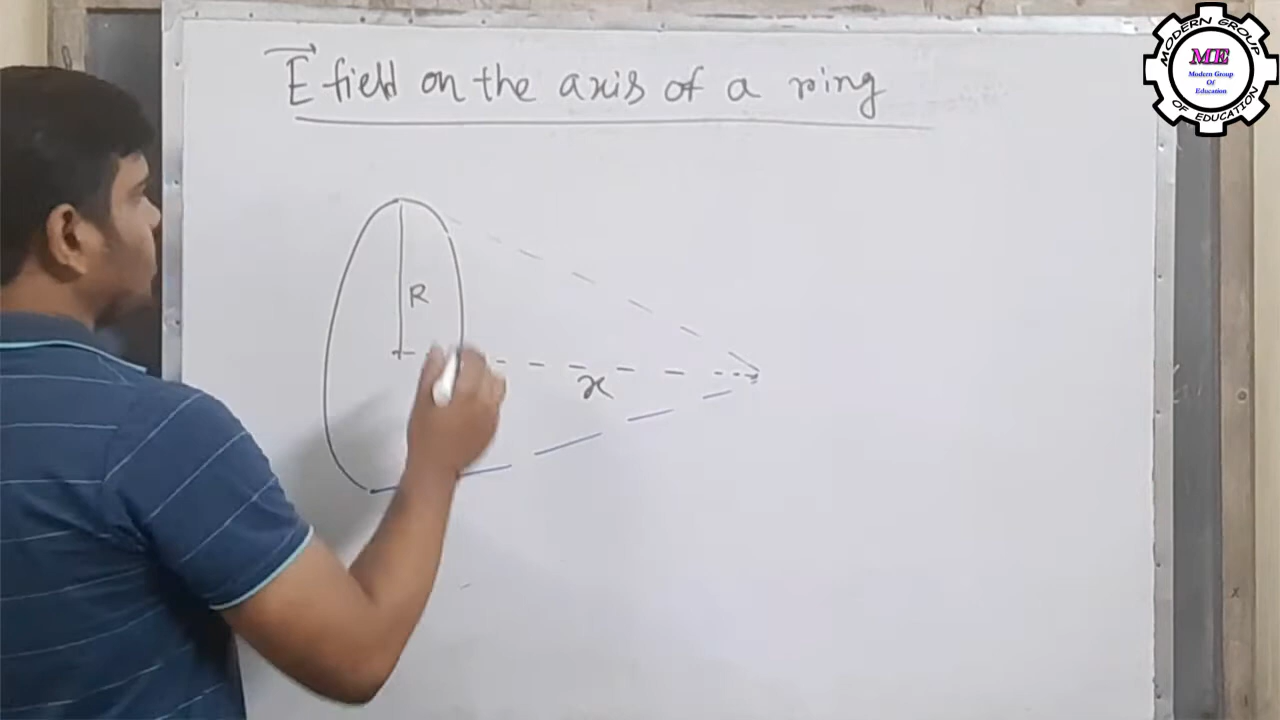 E field on the axis of a ring
R
x
MODERN GROUP
OF EDUCATION
ME
Modern Group
Of
Education